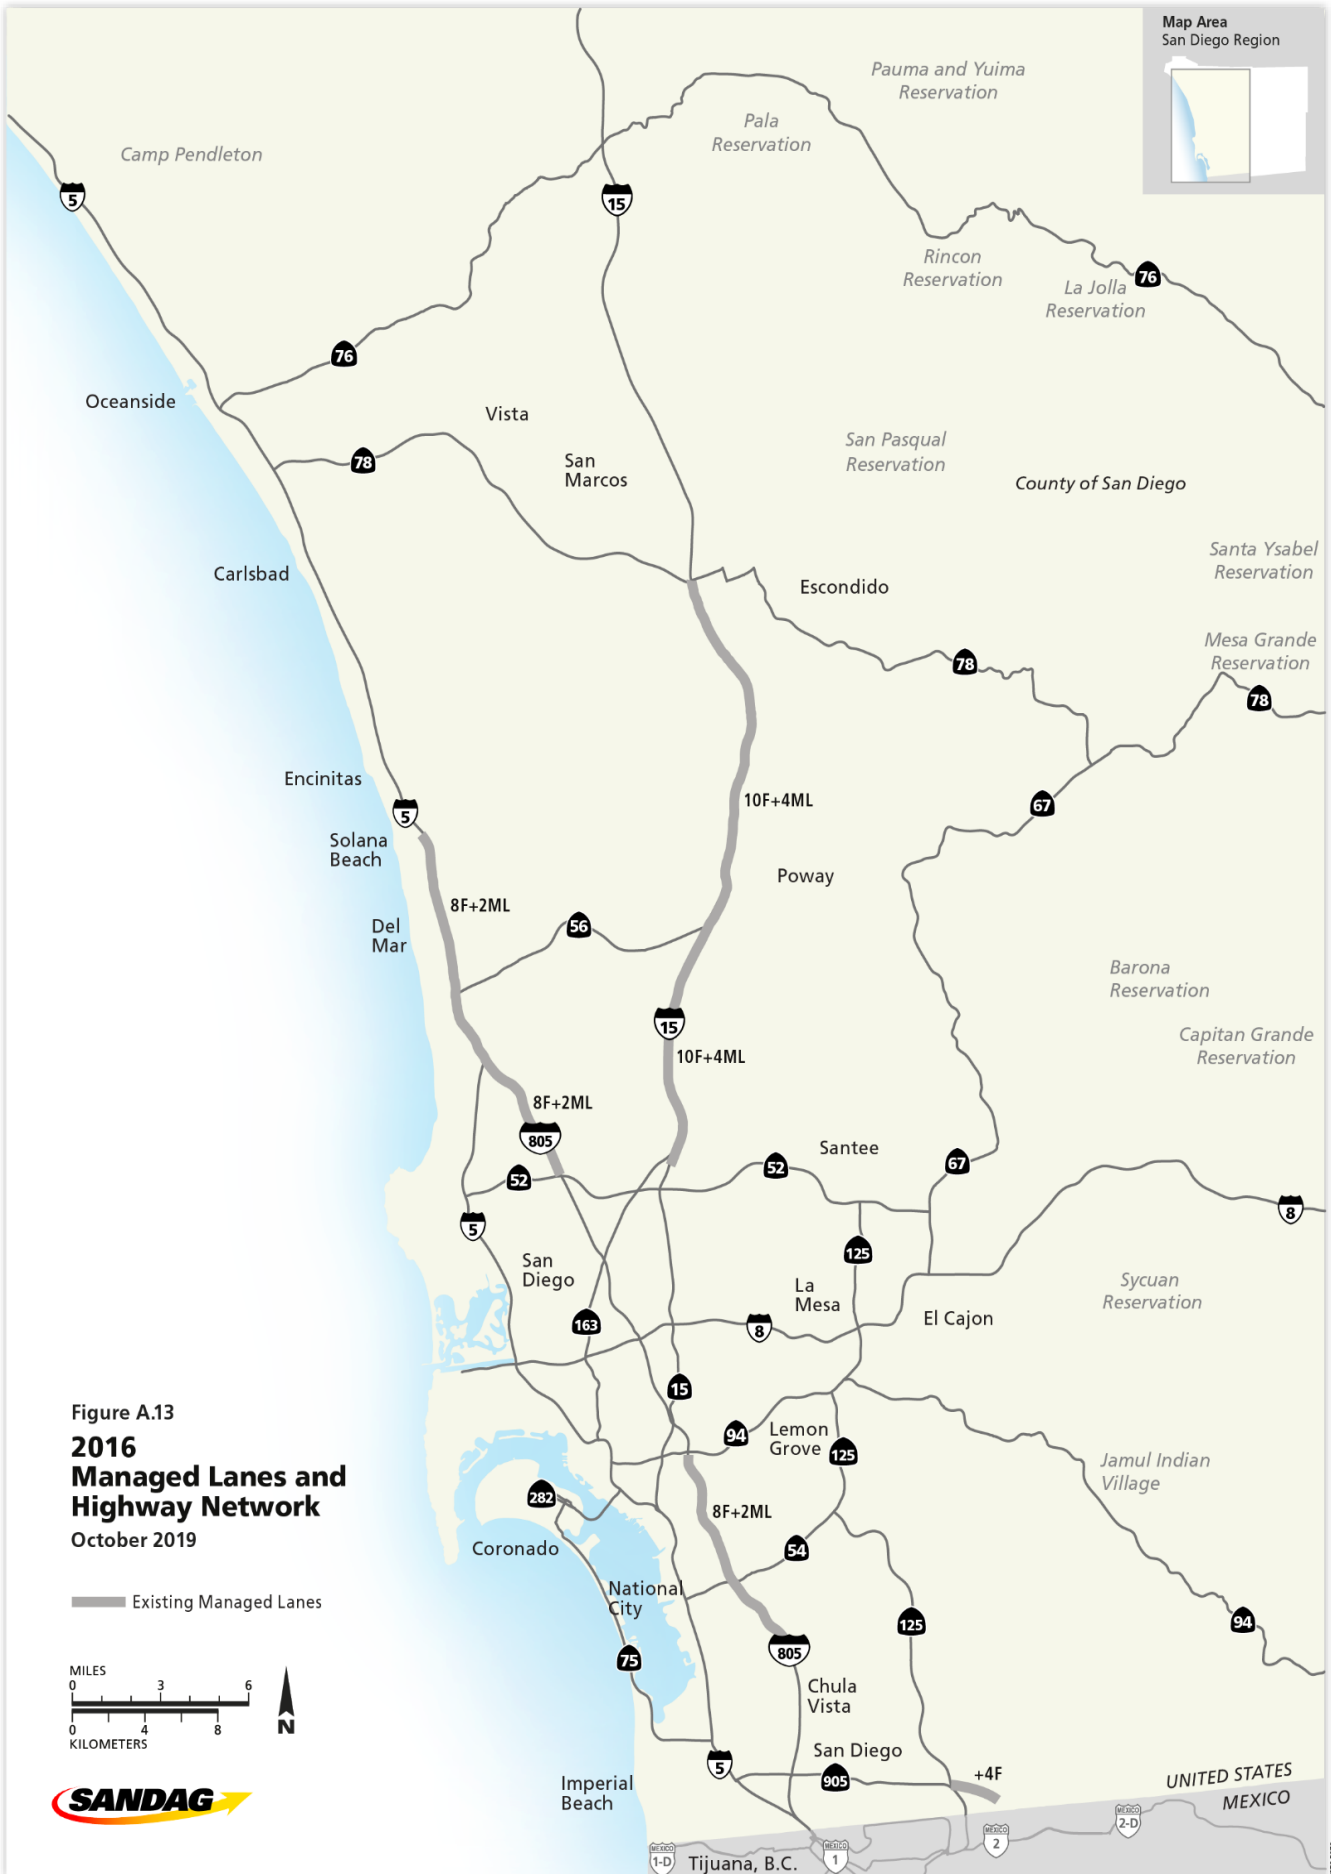 Map Area
San Diego Region
Pauma and Yuima
Reservation
Pala
Reservation
Camp Pendleton
5
15
Rincon
Reservation
La Jolla
Reservation
76
76
Oceanside
Vista
78
San
Marcos
San Pasqual
Reservation
County of San Diego
Santa Ysabel
Reservation
Carlsbad
Escondido
Mesa Grande
Reservation
78
78
Encinitas
5
10F+4ML
67
Solana
Beach
Poway
8F+2ML
Del
Mar
56
Barona
Reservation
15
10F+4ML
Capitan Grande
Reservation
8F+2ML
805
Santee
52
52
67
5
8
San
Diego
125
La
Mesa
Sycuan
Reservation
El Cajon
163
8
15
Figure A.13
2016
Managed Lanes and
Highway Network
October 2019
Existing Managed Lanes
94
Lemon
Grove
125
Jamul Indian
Village
282
8F+2ML
Coronado
54
National
City
125
94
75
805
MILES
0 3 6
0 4 8
KILOMETERS
N
Chula
Vista
San Diego
5
905
+4F
SANDAG
Imperial
Beach
UNITED STATES
MEXICO
MEXICO
2-D
MEXICO
2
MEXICO
1-D
Tijuana, B.C.
MEXICO
1